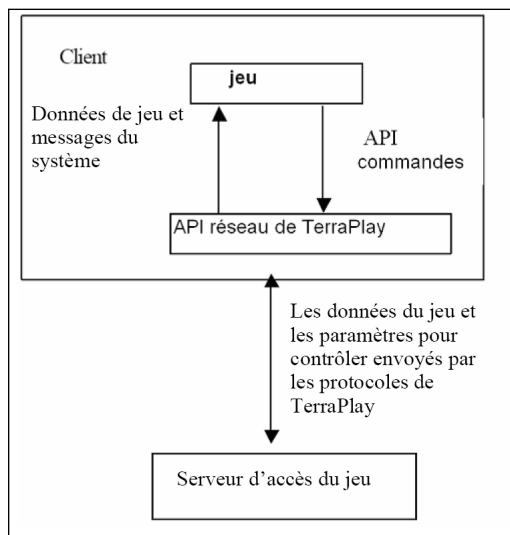 Client
jeu
Données de jeu et
messages du
système
API
commandes
API réseau de TerraPlay
Les données du jeu et
les paramètres pour
contrôler envoyés par
les protocoles de
TerraPlay
Serveur d'accès du jeu